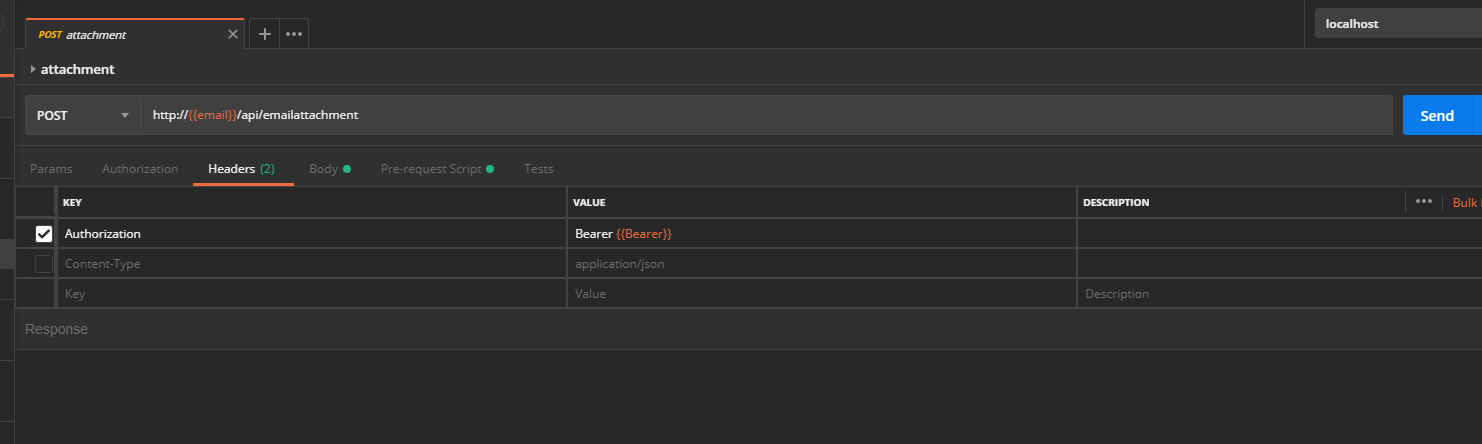 POST attachment
localhost
attachment
POST http://{{email}}/api/emailattachment Send
Params Authorization Headers (2) Body Pre-request Script Tests
KEY VALUE DESCRIPTION Bulk
Authorization Bearer {{Bearer}}
Content-Type application/json
Key Value Description
Response